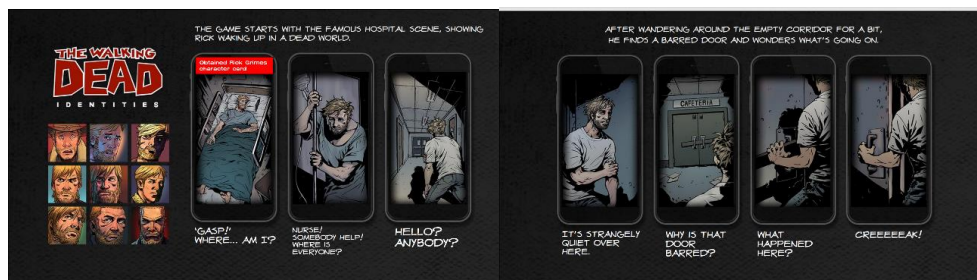 THE GAME STARTS WITH THE FAMOUS HOSPITAL SCENE, SHOWING
RICK WAKING UP IN A DEAD WORLD.
THE WALKING
DEAD
IDENTITIES
Obtained Rick Grimes
character card
'GASP!'
WHERE... AM I?
NURSE!
SOMEBODY HELP!
WHERE IS
EVERYONE?
HELLO?
ANYBODY?
AFTER WANDERING AROUND THE EMPTY CORRIDOR FOR A BIT,
HE FINDS A BARRED DOOR AND WONDERS WHAT'S GOING ON.
CAFETERIA
IT'S STRANGELY
QUIET OVER
HERE.
WHY IS THAT
DOOR
BARRED?
WHAT
HAPPENED
HERE?
CREEEEEAK!